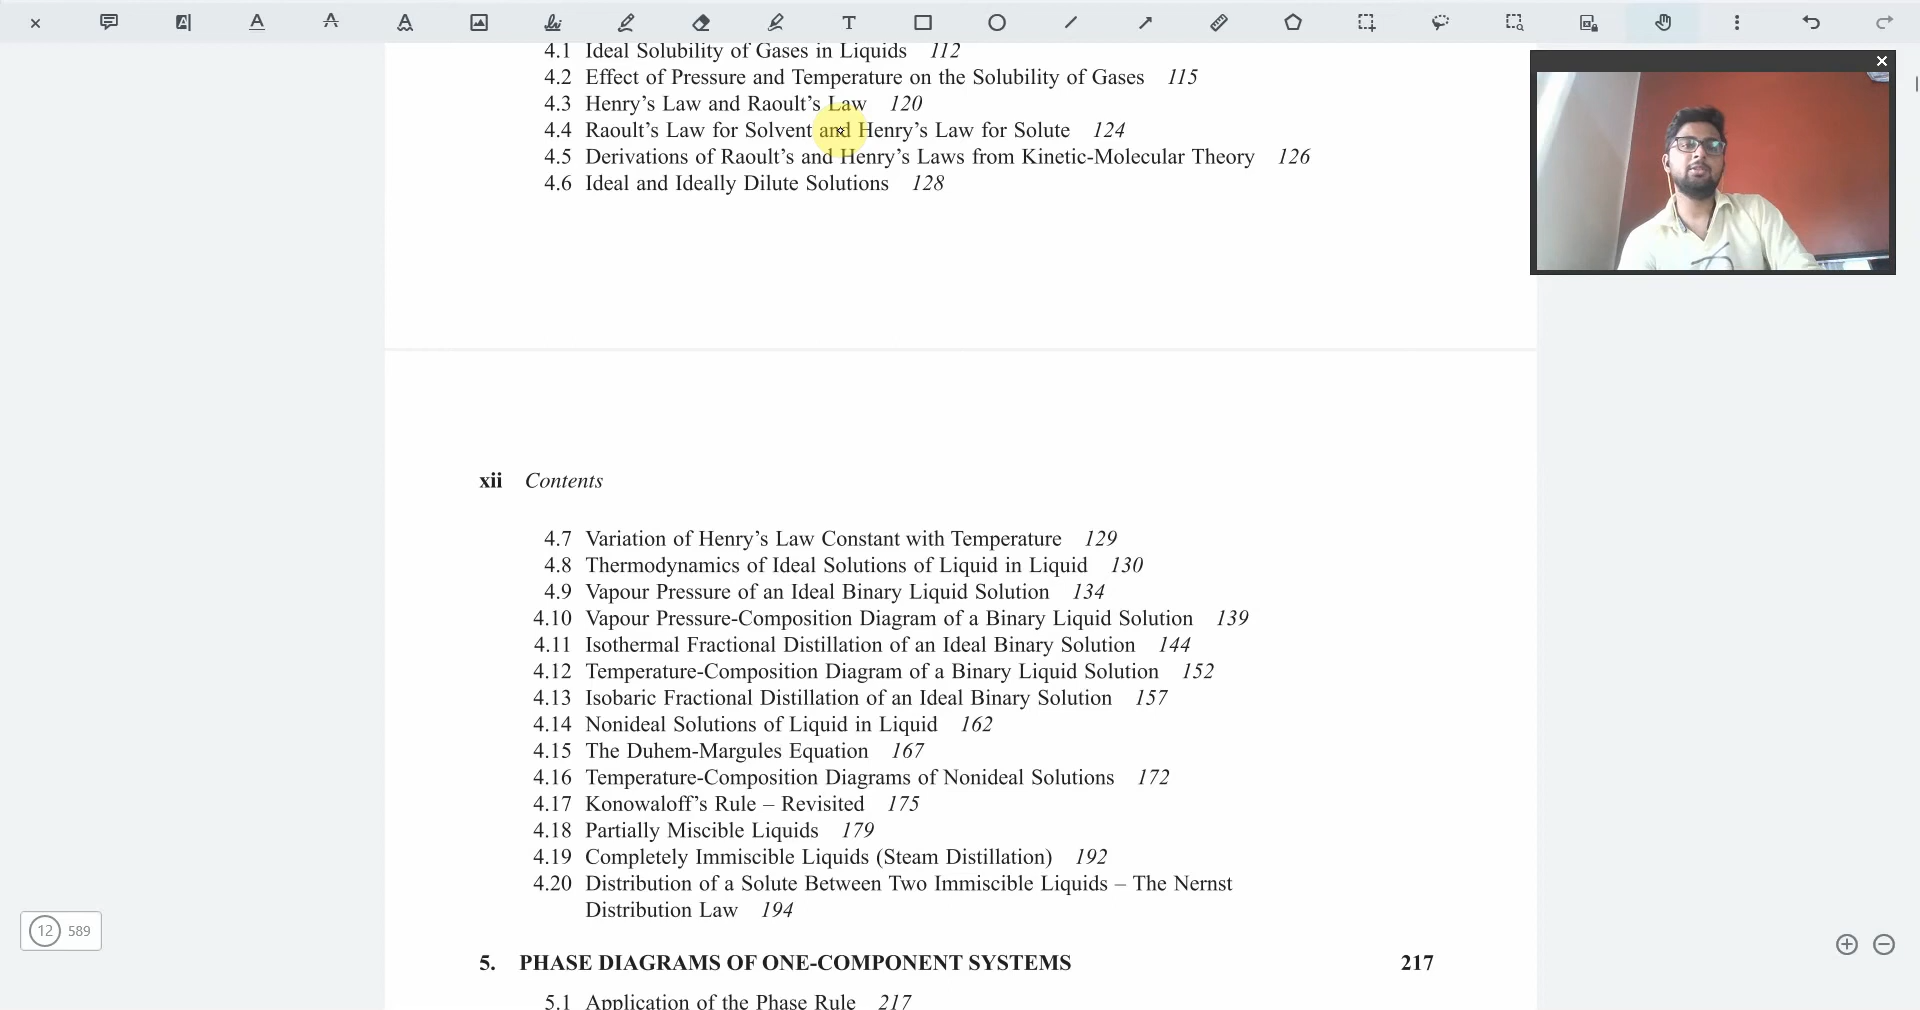 4.1 Ideal Solubility of Gases in Liquids 112
4.2 Effect of Pressure and Temperature on the Solubility of Gases 115
4.3 Henry’s Law and Raoult’s Law 120
4.4 Raoult’s Law for Solvent and Henry’s Law for Solute 124
4.5 Derivations of Raoult’s and Henry’s Laws from Kinetic-Molecular Theory 126
4.6 Ideal and Ideally Dilute Solutions 128
xii Contents
4.7 Variation of Henry’s Law Constant with Temperature 129
4.8 Thermodynamics of Ideal Solutions of Liquid in Liquid 130
4.9 Vapour Pressure of an Ideal Binary Liquid Solution 134
4.10 Vapour Pressure-Composition Diagram of a Binary Liquid Solution 139
4.11 Isothermal Fractional Distillation of an Ideal Binary Solution 144
4.12 Temperature-Composition Diagram of a Binary Liquid Solution 152
4.13 Isobaric Fractional Distillation of an Ideal Binary Solution 157
4.14 Nonideal Solutions of Liquid in Liquid 162
4.15 The Duhem-Margules Equation 167
4.16 Temperature-Composition Diagrams of Nonideal Solutions 172
4.17 Konowaloff’s Rule – Revisited 175
4.18 Partially Miscible Liquids 179
4.19 Completely Immiscible Liquids (Steam Distillation) 192
4.20 Distribution of a Solute Between Two Immiscible Liquids – The Nernst
Distribution Law 194
12 589
5. PHASE DIAGRAMS OF ONE-COMPONENT SYSTEMS 217
5.1 Application of the Phase Rule 217